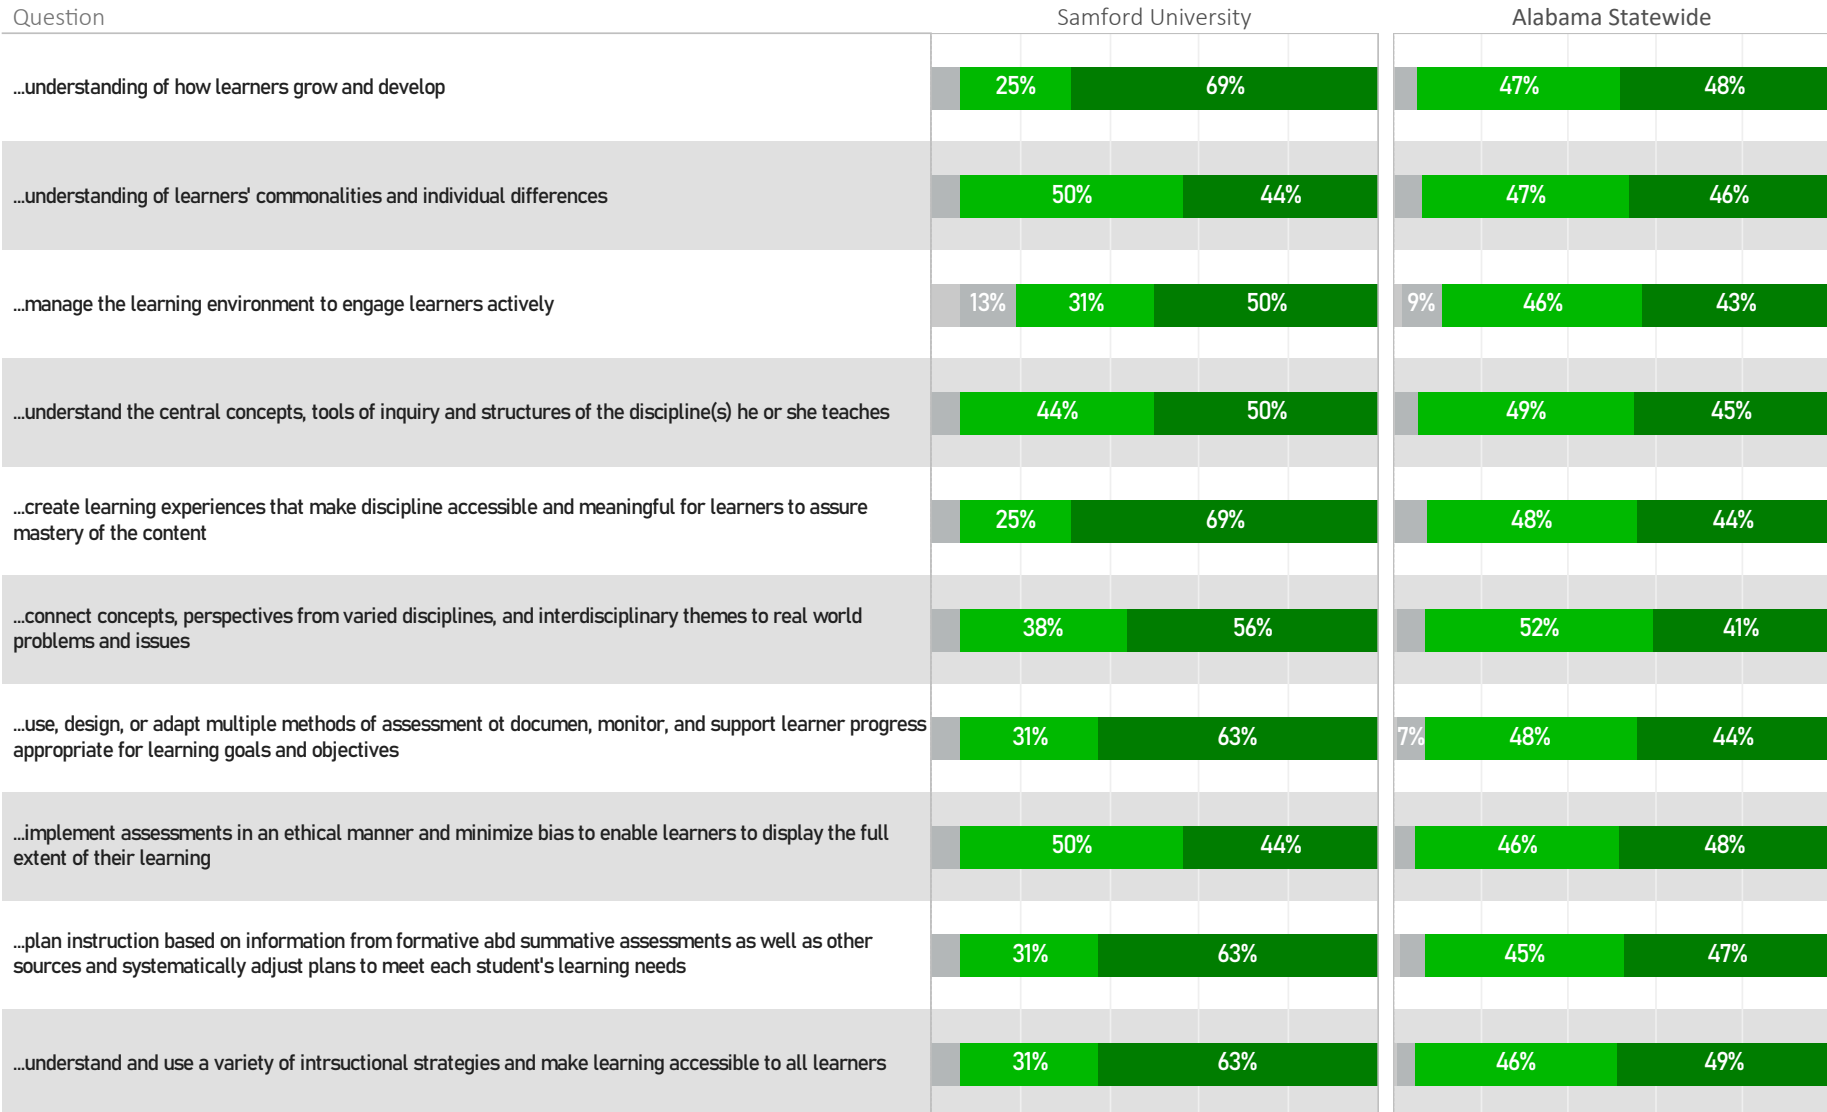 Question Samford University Alabama Statewide
...understanding of how learners grow and develop 25% 69% 47% 48%
...understanding of learners' commonalities and individual differences 50% 44% 47% 46%
...manage the learning environment to engage learners actively 13% 31% 50% 9% 46% 43%
...understand the central concepts, tools of inquiry and structures of the discipline(s) he or she teaches 44% 50% 49% 45%
...create learning experiences that make discipline accessible and meaningful for learners to assure
mastery of the content 25% 69% 48% 44%
...connect concepts, perspectives from varied disciplines, and interdisciplinary themes to real world
problems and issues 38% 56% 52% 41%
...use, design, or adapt multiple methods of assessment ot documen, monitor, and support learner progress
appropriate for learning goals and objectives 31% 63% 7% 48% 44%
...implement assessments in an ethical manner and minimize bias to enable learners to display the full
extent of their learning 50% 44% 46% 48%
...plan instruction based on information from formative abd summative assessments as well as other
sources and systematically adjust plans to meet each student's learning needs 31% 63% 45% 47%
...understand and use a variety of intrsuctional strategies and make learning accessible to all learners 31% 63% 46% 49%